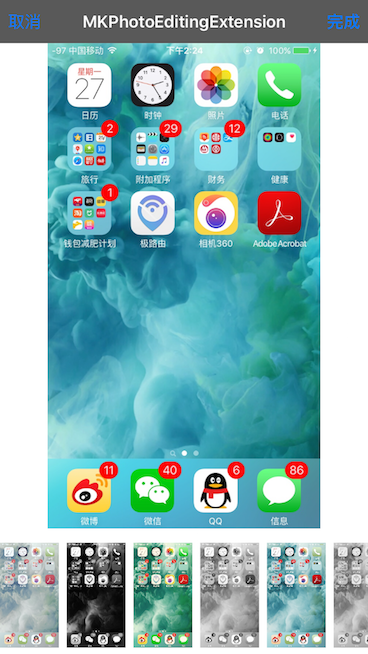 取消 MKPhotoEditingExtension 完成
-97 中国移动 下午2:24 100%
星期一
27
日历 时钟 照片 电话
2 29 12
旅行 附加程序 财务 健康
1
钱包减肥计划 极路由 相机360 Adobe Acrobat
11 40 6 86
微博 微信 QQ 信息